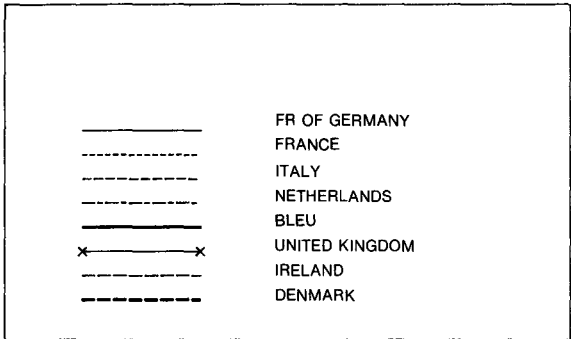 FR OF GERMANY
FRANCE
ITALY
NETHERLANDS
BLEU
UNITED KINGDOM
IRELAND
DENMARK